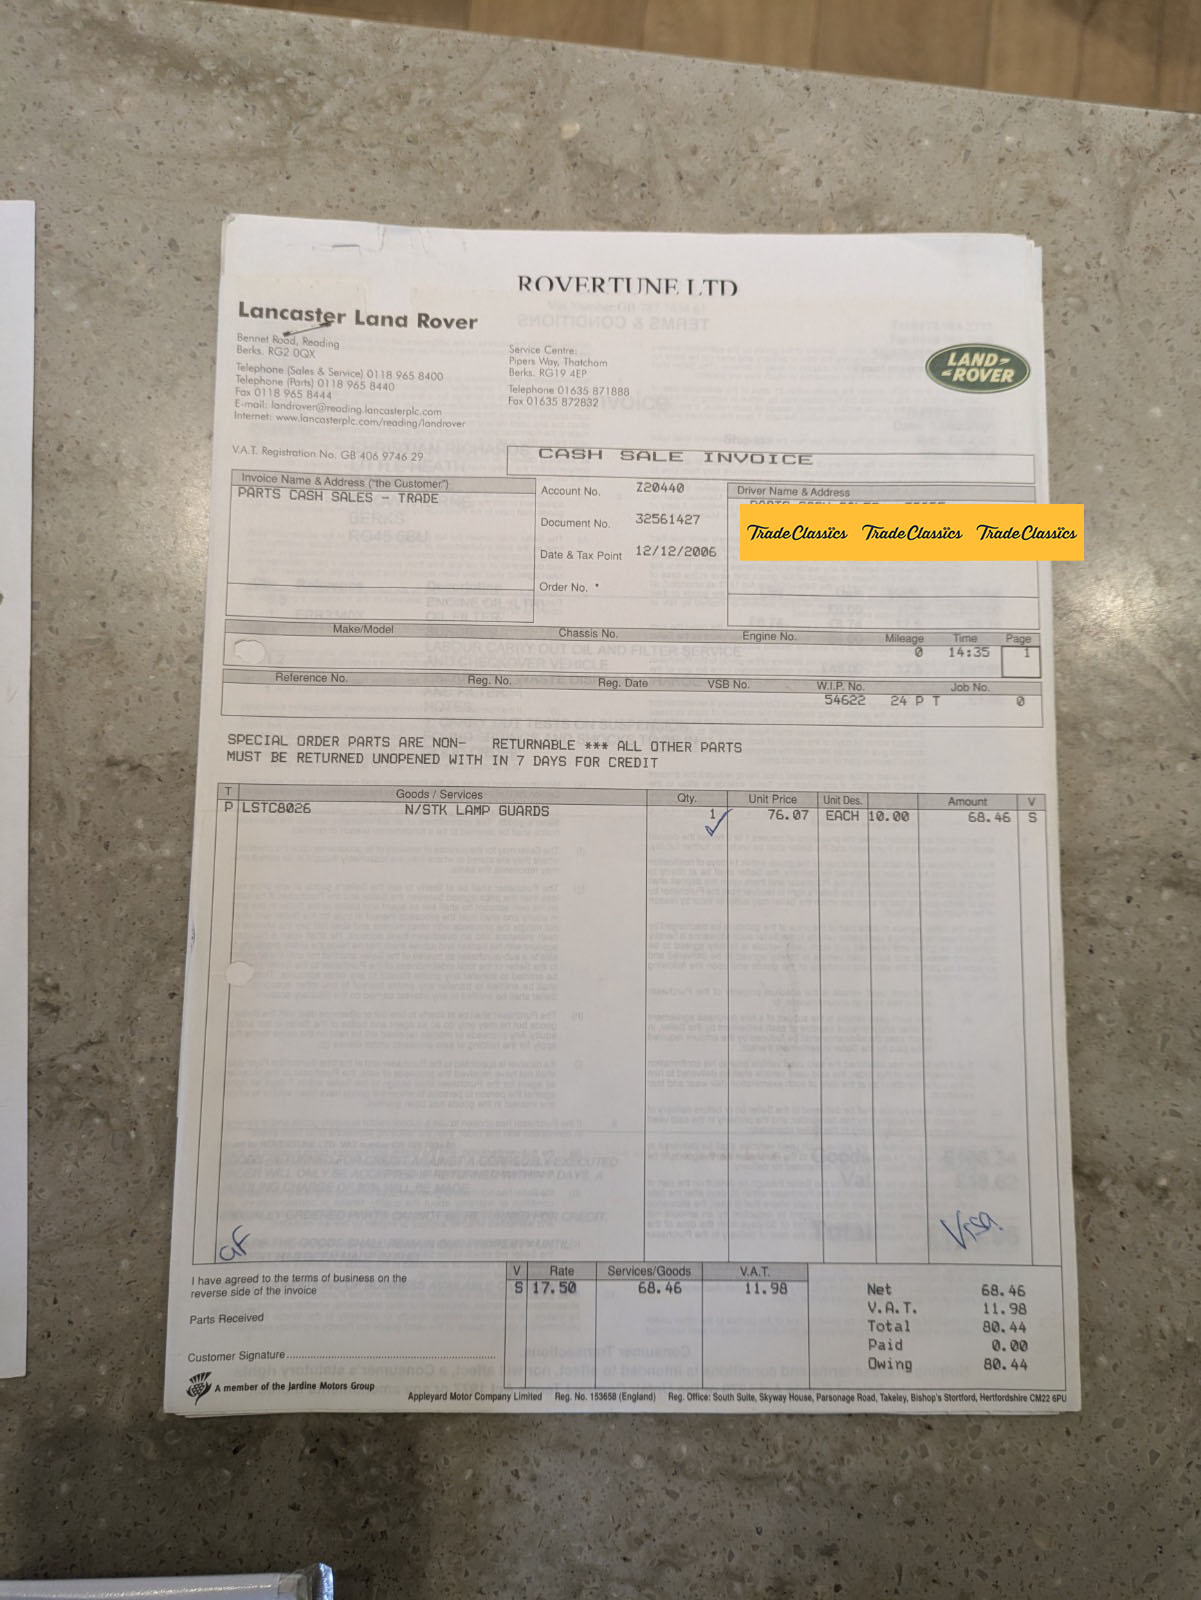 ROVERTUNE LTD
Lancaster Land Rover
Bennet Road, Reading
Berks. RG2 0QX
Telephone (Sales & Service) 0118 965 8400
Telephone (Parts) 0118 965 8440
Fax 0118 965 8444
E-mail: landrover@reading.lancasterplc.com
Internet: www.lancasterplc.com/reading/landrover
Service Centre:
Pipers Way, Thatcham
Berks. RG19 4EP
Telephone 01635 871888
Fax 01635 872832
LAND-
-ROVER
V.A.T. Registration No. GB 406 9746 29
CASH SALE INVOICE
Invoice Name & Address ("the Customer")
PARTS CASH SALES - TRADE
Account No. Z20440
Document No. 32561427
Date & Tax Point 12/12/2006
Order No. *
Driver Name & Address
TradeClassics TradeClassics TradeClassics
Make/Model Chassis No. Engine No. Mileage Time Page
0 14:35 1
Reference No. Reg. No. Reg. Date VSB No. W.I.P. No. Job No.
54622 24 P T 0
SPECIAL ORDER PARTS ARE NON- RETURNABLE *** ALL OTHER PARTS
MUST BE RETURNED UNOPENED WITH IN 7 DAYS FOR CREDIT
T Goods / Services Qty. Unit Price Unit Des. Amount V
P LSTC8026 N/STK LAMP GUARDS 1 76.07 EACH 10.00 68.46 S
GF
Visa
I have agreed to the terms of business on the
reverse side of the invoice
Parts Received
Customer Signature
V Rate Services/Goods V.A.T.
S 17.50 68.46 11.98
Net 68.46
V.A.T. 11.98
Total 80.44
Paid 0.00
Owing 80.44
A member of the Jardine Motors Group
Appleyard Motor Company Limited Reg. No. 153658 (England) Reg. Office: South Suite, Skyway House, Parsonage Road, Takeley, Bishop's Stortford, Hertfordshire CM22 6PU